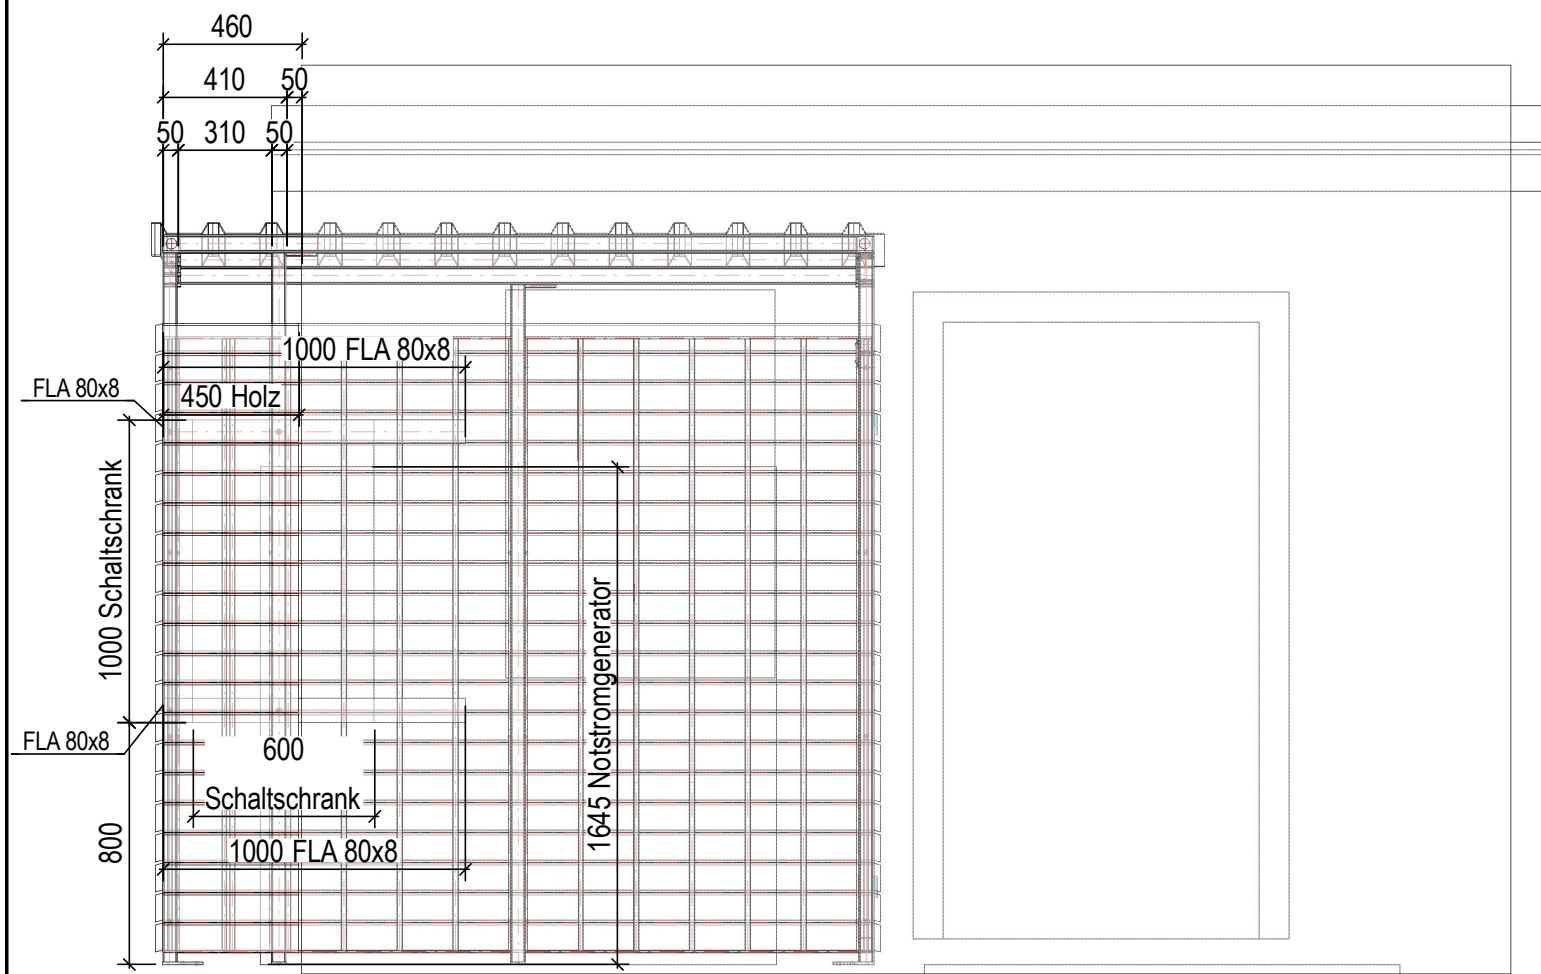 460
410 50
50 310 50
1000 FLA 80x8
FLA 80x8
450 Holz
1000 Schaltschrank
1645 Notstromgenerator
FLA 80x8
600
Schaltschrank
800
1000 FLA 80x8